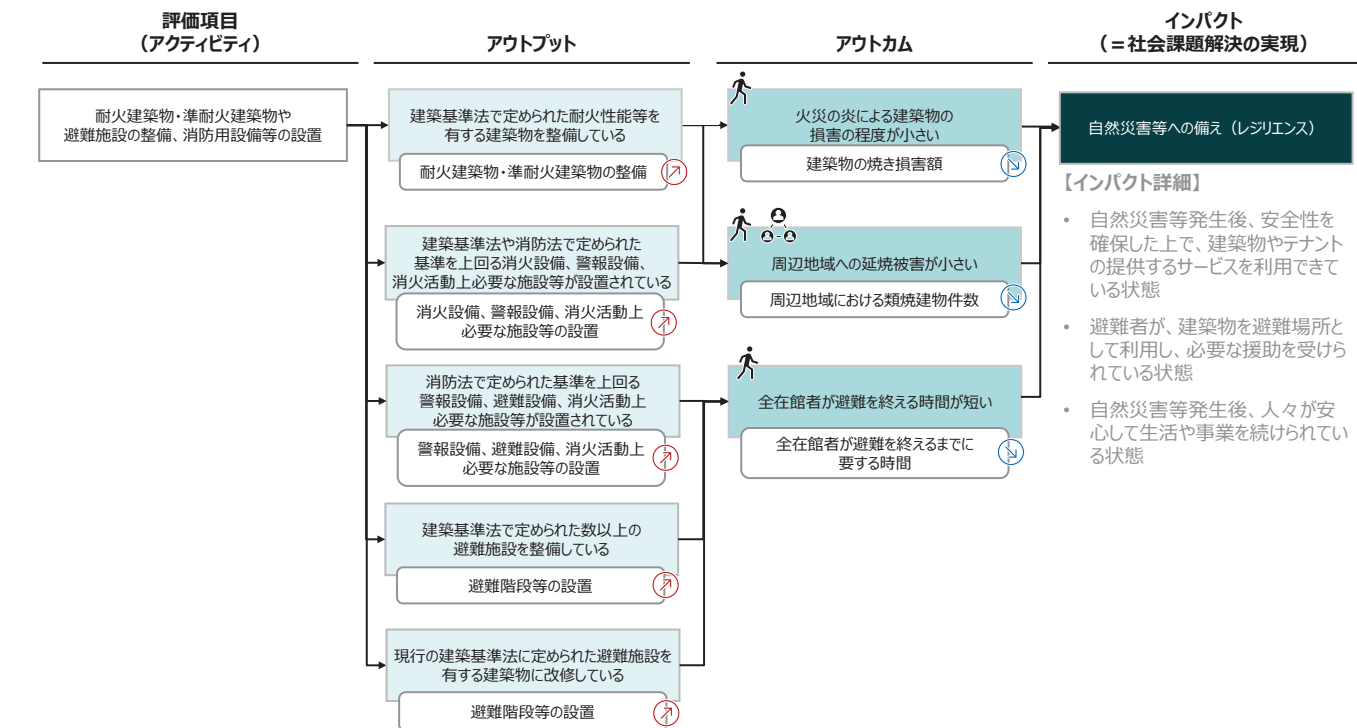 評価項目
（アクティビティ）
アウトプット
アウトカム
インパクト
（＝社会課題解決の実現）
耐火建築物・準耐火建築物や
避難施設の整備、消防用設備等の設置
建築基準法で定められた耐火性能等を
有する建築物を整備している
耐火建築物・準耐火建築物の整備
建築基準法や消防法で定められた
基準を上回る消火設備、警報設備、
消火活動上必要な施設等が設置されている
消火設備、警報設備、消火活動上
必要な施設等の設置
消防法で定められた基準を上回る
警報設備、避難設備、消火活動上
必要な施設等が設置されている
警報設備、避難設備、消火活動上
必要な施設等の設置
建築基準法で定められた数以上の
避難施設を整備している
避難階段等の設置
現行の建築基準法に定められた避難施設を
有する建築物に改修している
避難階段等の設置
火災の炎による建築物の
損害の程度が小さい
建築物の焼き損害額
周辺地域への延焼被害が小さい
周辺地域における類焼建物件数
全在館者が避難を終える時間が短い
全在館者が避難を終えるまでに
要する時間
自然災害等への備え（レジリエンス）
【インパクト詳細】
• 自然災害等発生後、安全性を
確保した上で、建築物やテナント
の提供するサービスを利用できて
いる状態
• 避難者が、建築物を避難場所と
して利用し、必要な援助を受けら
れている状態
• 自然災害等発生後、人々が安
心して生活や事業を続けられてい
る状態